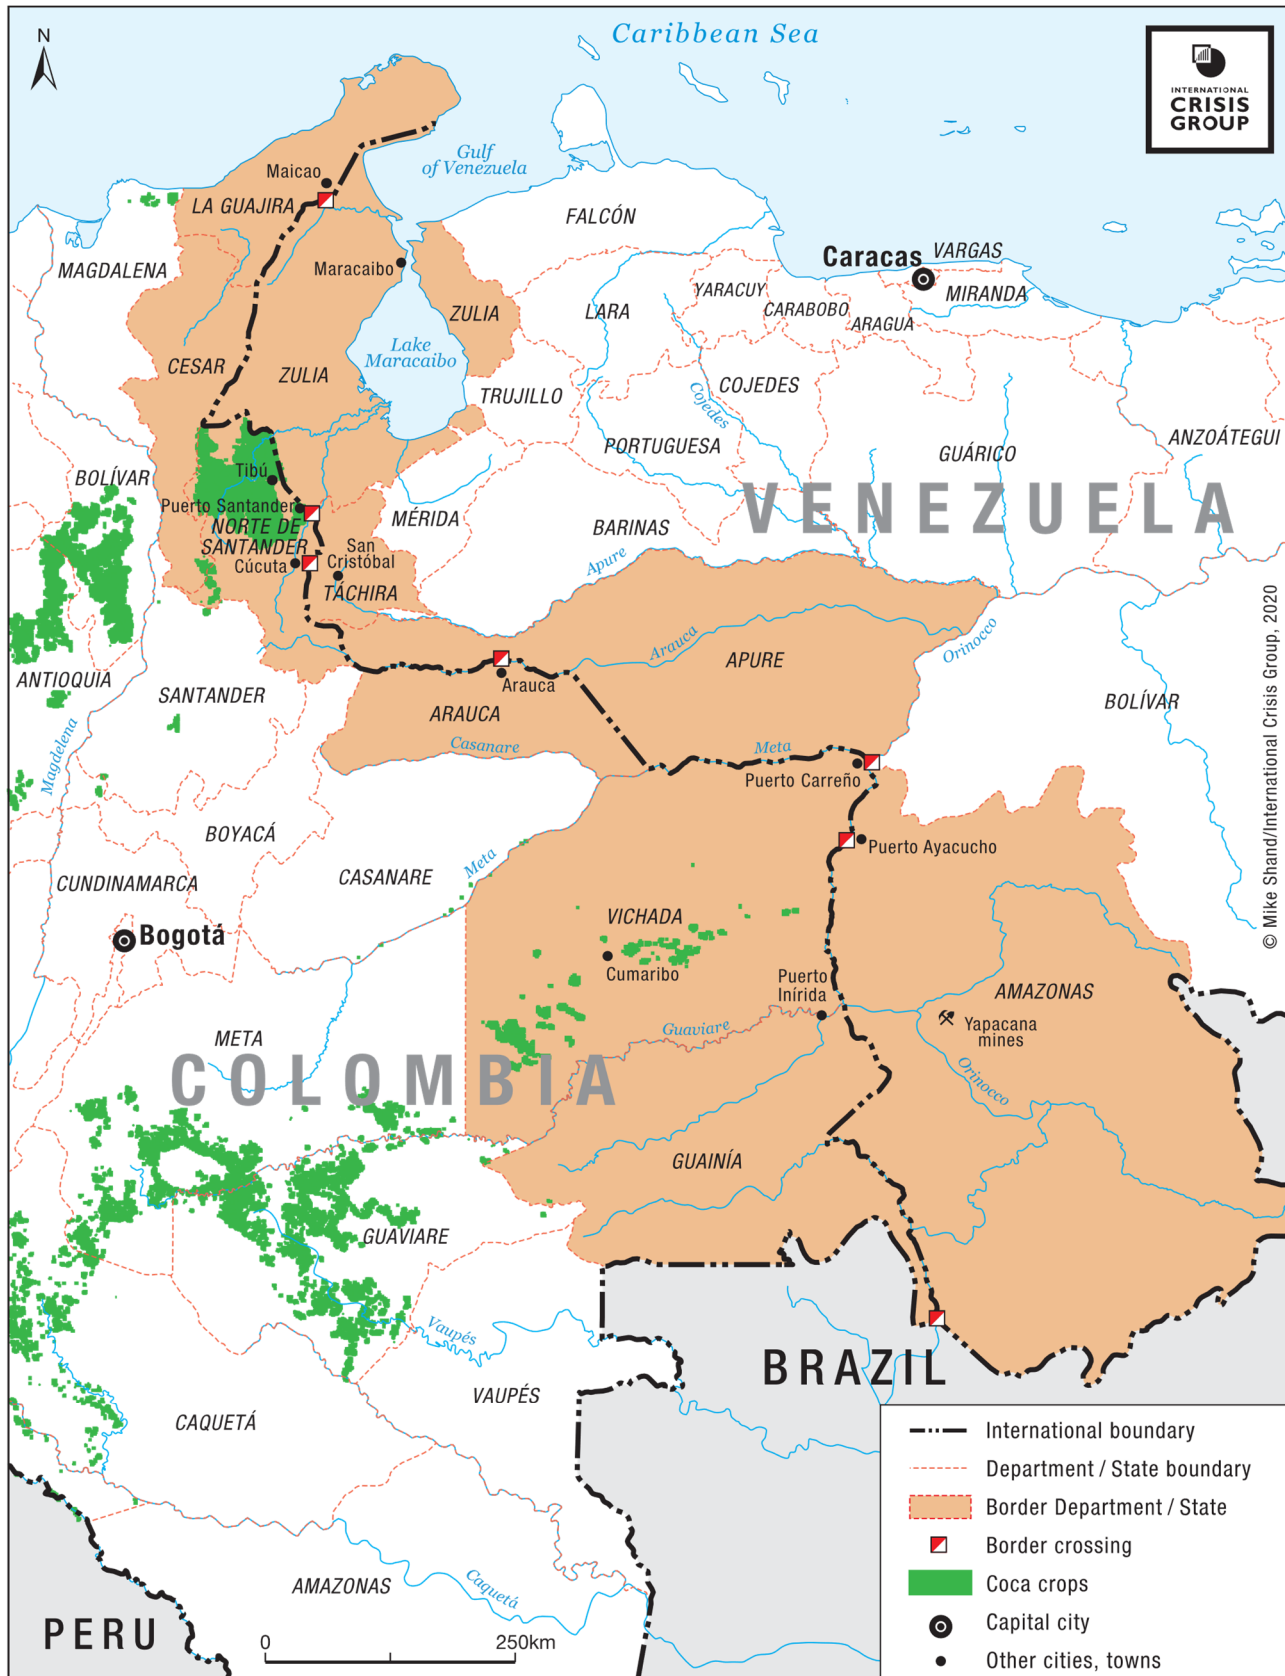 N
Caribbean Sea
INTERNATIONAL
CRISIS
GROUP
Gulf
of Venezuela
Maicao
LA GUAJIRA
FALCÓN
MAGDALENA
Maracaibo
Caracas
VARGAS
YARACUY
MIRANDA
ZULIA
LARA
CARABOBO
ARAGUA
Lake
Maracaibo
CESAR
ZULIA
TRUJILLO
COJEDES
Cojedes
PORTUGUESA
ANZOÁTEGUI
GUÁRICO
BOLÍVAR
Tibú
Puerto Santander
NORTE DE
SANTANDER
MÉRIDA
VENEZUELA
BARINAS
San
Cristóbal
Cúcuta
Apure
TÁCHIRA
Arauca
Orinocco
APURE
ANTIOQUIA
SANTANDER
Arauca
ARAUCA
BOLÍVAR
Magdelena
Casanare
Meta
Puerto Carreño
BOYACÁ
Puerto Ayacucho
Meta
CUNDINAMARCA
CASANARE
VICHADA
Bogotá
Cumaribo
Puerto
Inírida
AMAZONAS
Yapacana
mines
Guaviare
META
COLOMBIA
Orinocco
GUAINÍA
GUAVIARE
Vaupés
BRAZIL
VAUPÉS
CAQUETÁ
AMAZONAS
Caquetá
PERU
0
250km
International boundary
Department / State boundary
Border Department / State
Border crossing
Coca crops
Capital city
Other cities, towns
© Mike Shand/International Crisis Group, 2020